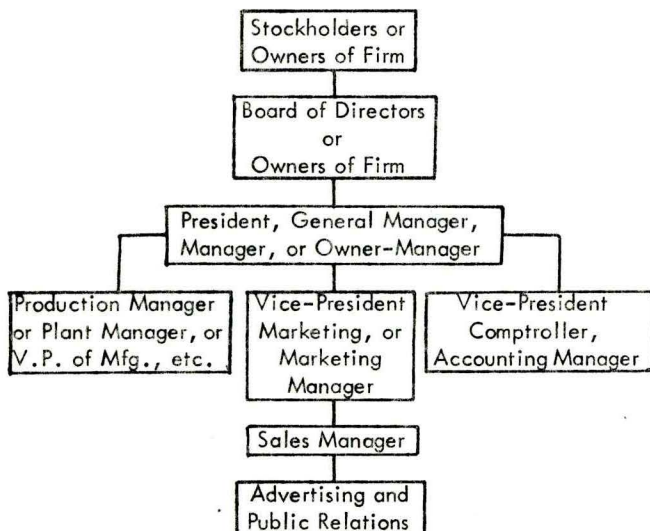 Stockholders or
Owners of Firm
Board of Directors
or
Owners of Firm
President, General Manager,
Manager, or Owner-Manager
Production Manager
or Plant Manager, or
V.P. of Mfg., etc.
Vice-President
Marketing, or
Marketing
Manager
Vice-President
Comptroller,
Accounting Manager
Sales Manager
Advertising and
Public Relations